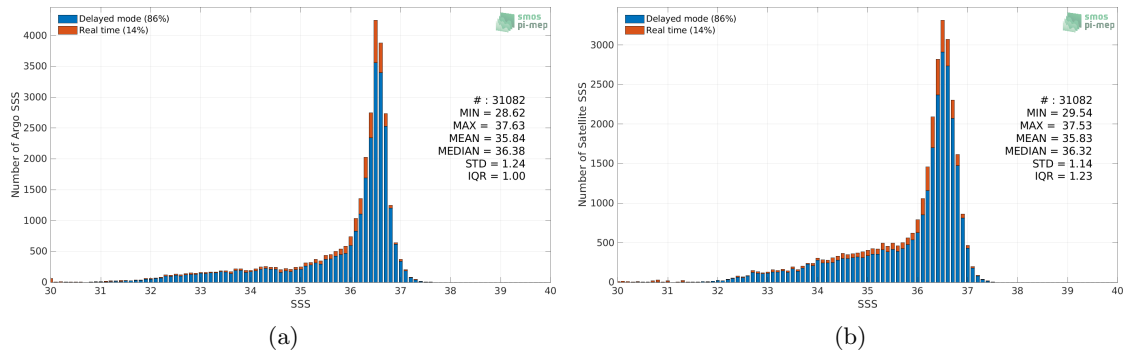 Delayed mode (86%)
Real time (14%)
smos
pi-mep
Number of Argo SSS
4000
3500
3000
2500
2000
1500
1000
500
0
# : 31082
MIN = 28.62
MAX = 37.63
MEAN = 35.84
MEDIAN = 36.38
STD = 1.24
IQR = 1.00
30 31 32 33 34 35 36 37 38 39 40
SSS
(a)
Delayed mode (86%)
Real time (14%)
smos
pi-mep
Number of Satellite SSS
3000
2500
2000
1500
1000
500
0
# : 31082
MIN = 29.54
MAX = 37.53
MEAN = 35.83
MEDIAN = 36.32
STD = 1.14
IQR = 1.23
30 31 32 33 34 35 36 37 38 39 40
SSS
(b)